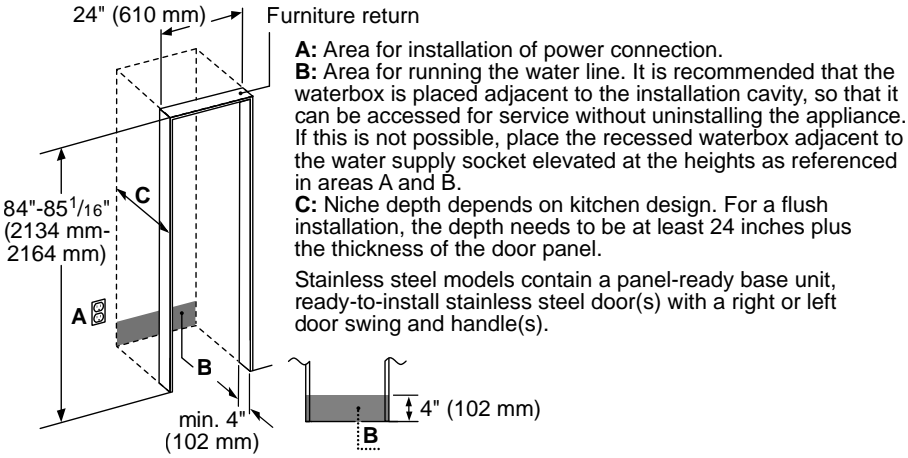 24" (610 mm)
Furniture return
A: Area for installation of power connection.
B: Area for running the water line. It is recommended that the
waterbox is placed adjacent to the installation cavity, so that it
can be accessed for service without uninstalling the appliance.
If this is not possible, place the recessed waterbox adjacent to
the water supply socket elevated at the heights as referenced
in areas A and B.
C: Niche depth depends on kitchen design. For a flush
installation, the depth needs to be at least 24 inches plus
the thickness of the door panel.
Stainless steel models contain a panel-ready base unit,
ready-to-install stainless steel door(s) with a right or left
door swing and handle(s).
C
84"-85 1/16"
(2134 mm-
2164 mm)
A
B
min. 4"
(102 mm)
4" (102 mm)
B